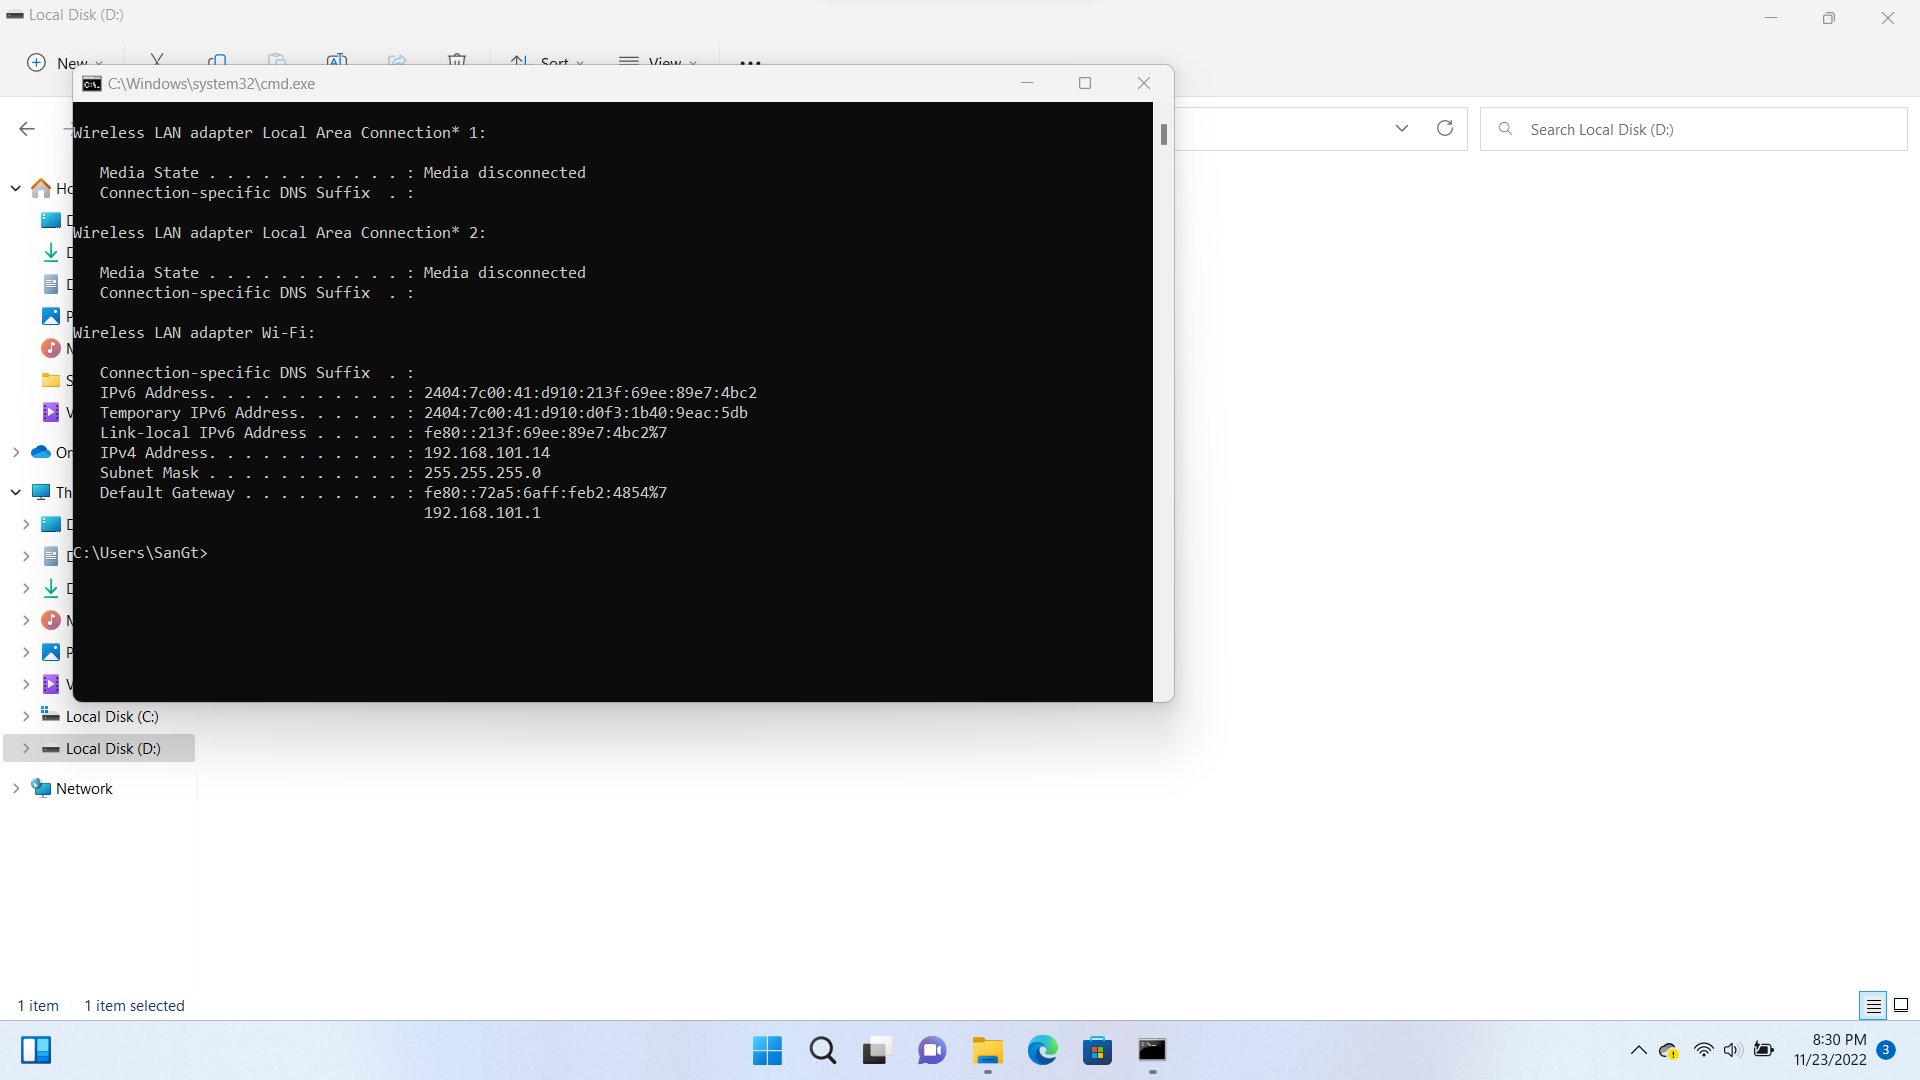 Local Disk (D:)
New
Sort
View
C:\Windows\system32\cmd.exe
Search Local Disk (D:)
Wireless LAN adapter Local Area Connection* 1:
Media State . . . . . . . . . . . : Media disconnected
Connection-specific DNS Suffix  . :
Wireless LAN adapter Local Area Connection* 2:
Media State . . . . . . . . . . . : Media disconnected
Connection-specific DNS Suffix  . :
Wireless LAN adapter Wi-Fi:
Connection-specific DNS Suffix  . :
IPv6 Address. . . . . . . . . . . : 2404:7c00:41:d910:213f:69ee:89e7:4bc2
Temporary IPv6 Address. . . . . . : 2404:7c00:41:d910:d0f3:1b40:9eac:5db
Link-local IPv6 Address . . . . . : fe80::213f:69ee:89e7:4bc2%7
IPv4 Address. . . . . . . . . . . : 192.168.101.14
Subnet Mask . . . . . . . . . . . : 255.255.255.0
Default Gateway . . . . . . . . . : fe80::72a5:6aff:feb2:4854%7
192.168.101.1
C:\Users\SanGt>
Local Disk (C:)
Local Disk (D:)
Network
1 item
1 item selected
8:30 PM
11/23/2022
3